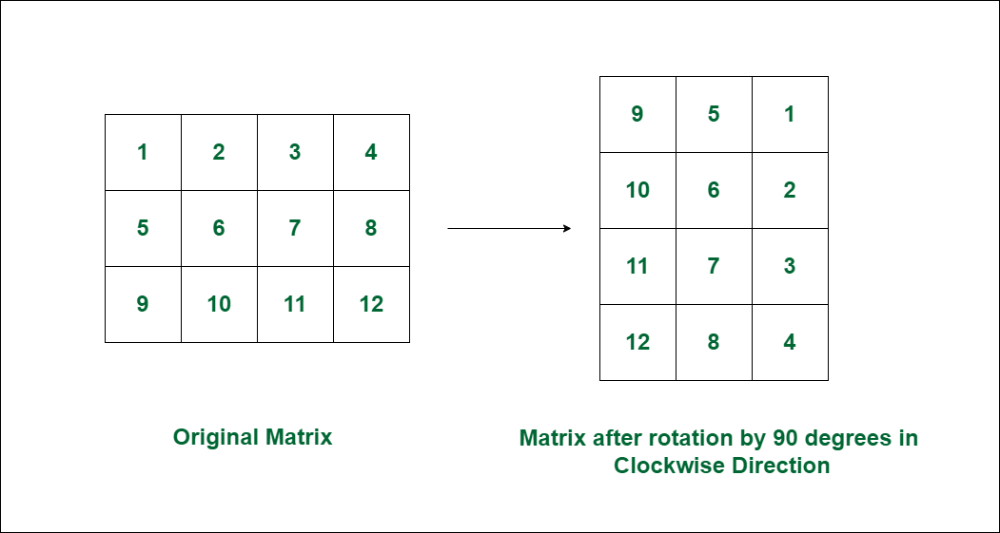 1 2 3 4
5 6 7 8
9 10 11 12
Original Matrix
9 5 1
10 6 2
11 7 3
12 8 4
Matrix after rotation by 90 degrees in
Clockwise Direction